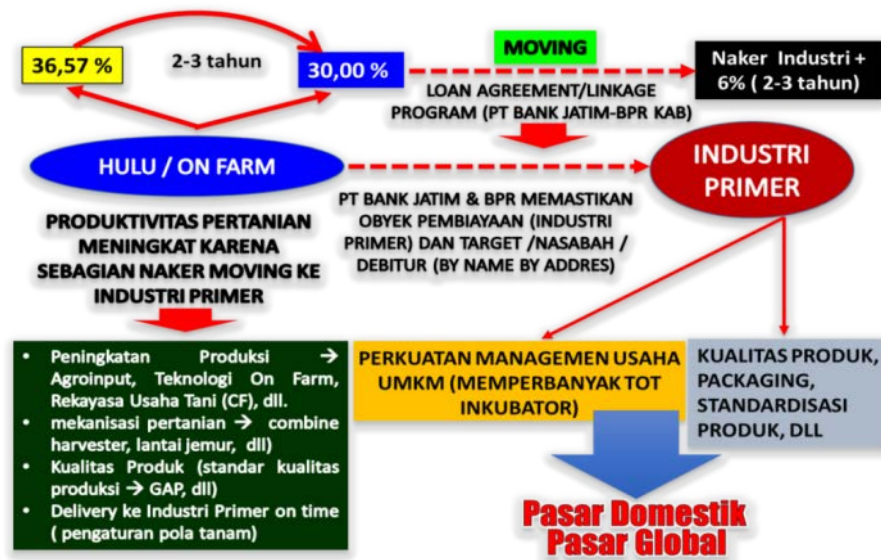 36,57 %
2-3 tahun
30,00 %
MOVING
Naker Industri +
6% ( 2-3 tahun)
LOAN AGREEMENT/LINKAGE
PROGRAM (PT BANK JATIM-BPR KAB)
HULU / ON FARM
INDUSTRI
PRIMER
PRODUKTIVITAS PERTANIAN
MENINGKAT KARENA
SEBAGIAN NAKER MOVING KE
INDUSTRI PRIMER
PT BANK JATIM & BPR MEMASTIKAN
OBYEK PEMBIAYAAN (INDUSTRI
PRIMER) DAN TARGET /NASABAH /
DEBITUR (BY NAME BY ADDRES)
• Peningkatan Produksi →
Agroinput, Teknologi On Farm,
Rekayasa Usaha Tani (CF), dll.
• mekanisasi pertanian → combine
harvester, lantai jemur, dll)
• Kualitas Produk (standar kualitas
produksi → GAP, dll)
• Delivery ke Industri Primer on time
( pengaturan pola tanam)
PERKUATAN MANAGEMEN USAHA
UMKM (MEMPERBANYAK TOT
INKUBATOR)
KUALITAS PRODUK,
PACKAGING,
STANDARDISASI
PRODUK, DLL
Pasar Domestik
Pasar Global